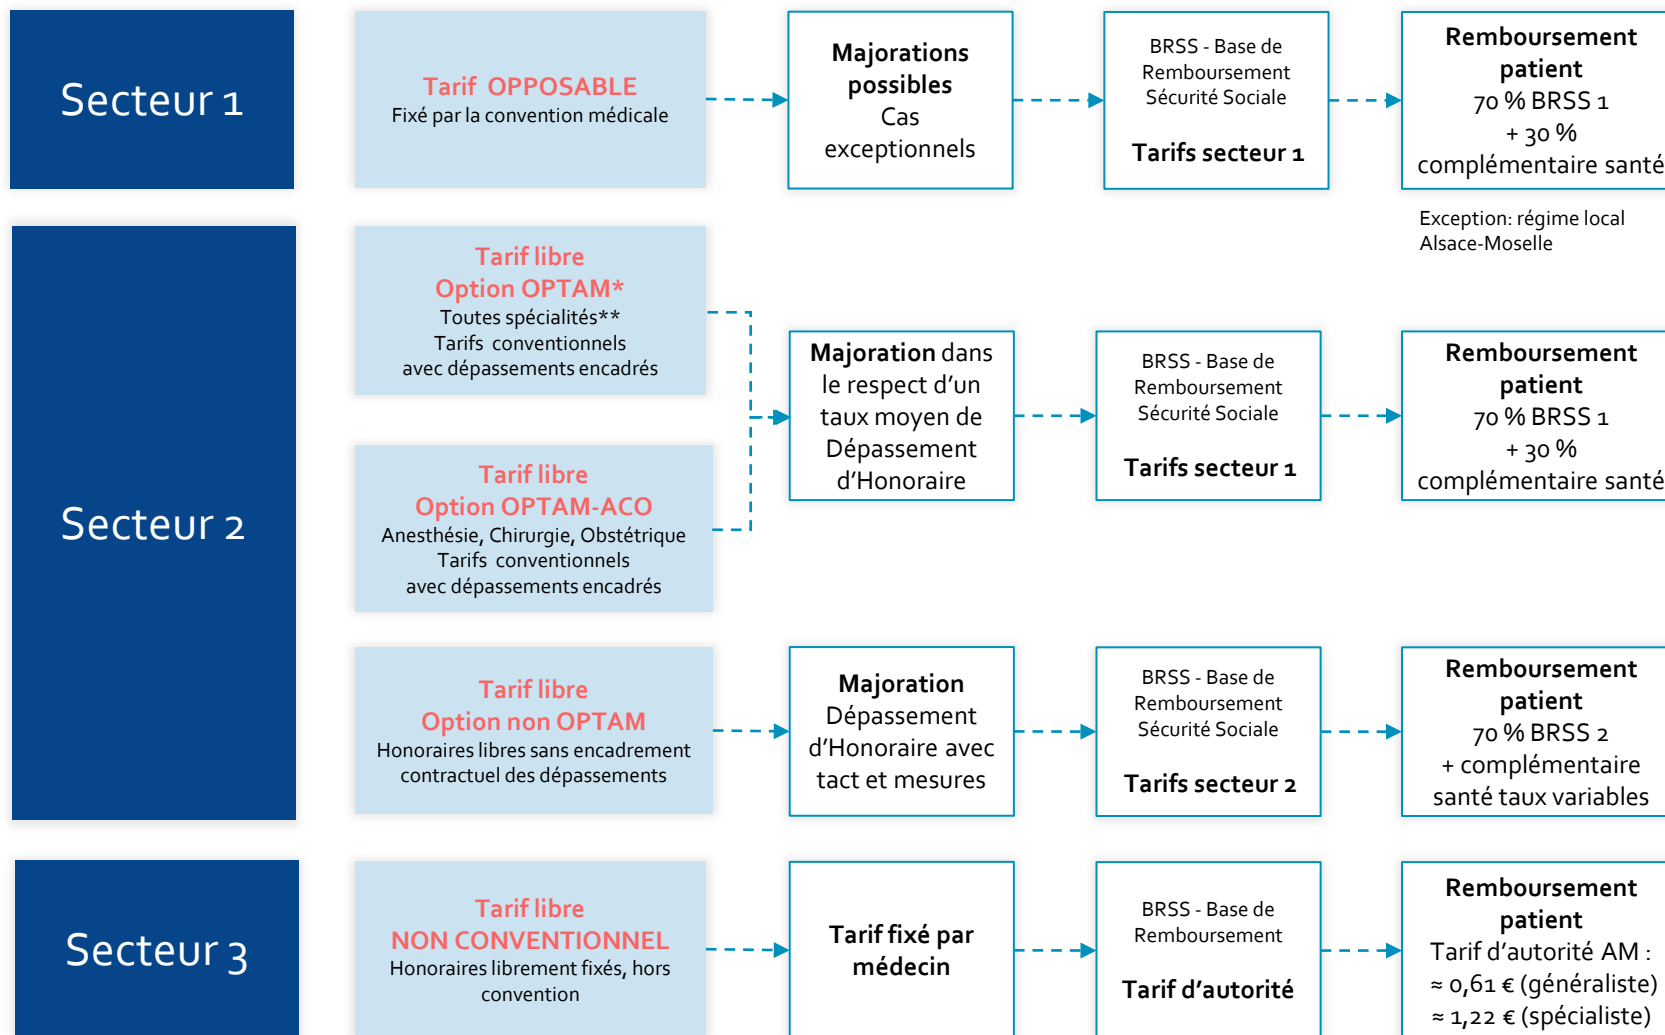 Secteur 1
Tarif OPPOSABLE
Fixé par la convention médicale
Majorations
possibles
Cas
exceptionnels
BRSS - Base de
Remboursement
Sécurité Sociale
Tarifs secteur 1
Remboursement
patient
70 % BRSS 1
+ 30 %
complémentaire santé
Exception: régime local
Alsace-Moselle
Secteur 2
Tarif libre
Option OPTAM*
Toutes spécialités**
Tarifs conventionnels
avec dépassements encadrés
Tarif libre
Option OPTAM-ACO
Anesthésie, Chirurgie, Obstétrique
Tarifs conventionnels
avec dépassements encadrés
Majoration dans
le respect d’un
taux moyen de
Dépassement
d’Honoraire
BRSS - Base de
Remboursement
Sécurité Sociale
Tarifs secteur 1
Remboursement
patient
70 % BRSS 1
+ 30 %
complémentaire santé
Tarif libre
Option non OPTAM
Honoraires libres sans encadrement
contractuel des dépassements
Majoration
Dépassement
d’Honoraire avec
tact et mesures
BRSS - Base de
Remboursement
Sécurité Sociale
Tarifs secteur 2
Remboursement
patient
70 % BRSS 2
+ complémentaire
santé taux variables
Secteur 3
Tarif libre
NON CONVENTIONNEL
Honoraires librement fixés, hors
convention
Tarif fixé par
médecin
BRSS - Base de
Remboursement
Tarif d’autorité
Remboursement
patient
Tarif d’autorité AM :
≈ 0,61 € (généraliste)
≈ 1,22 € (spécialiste)